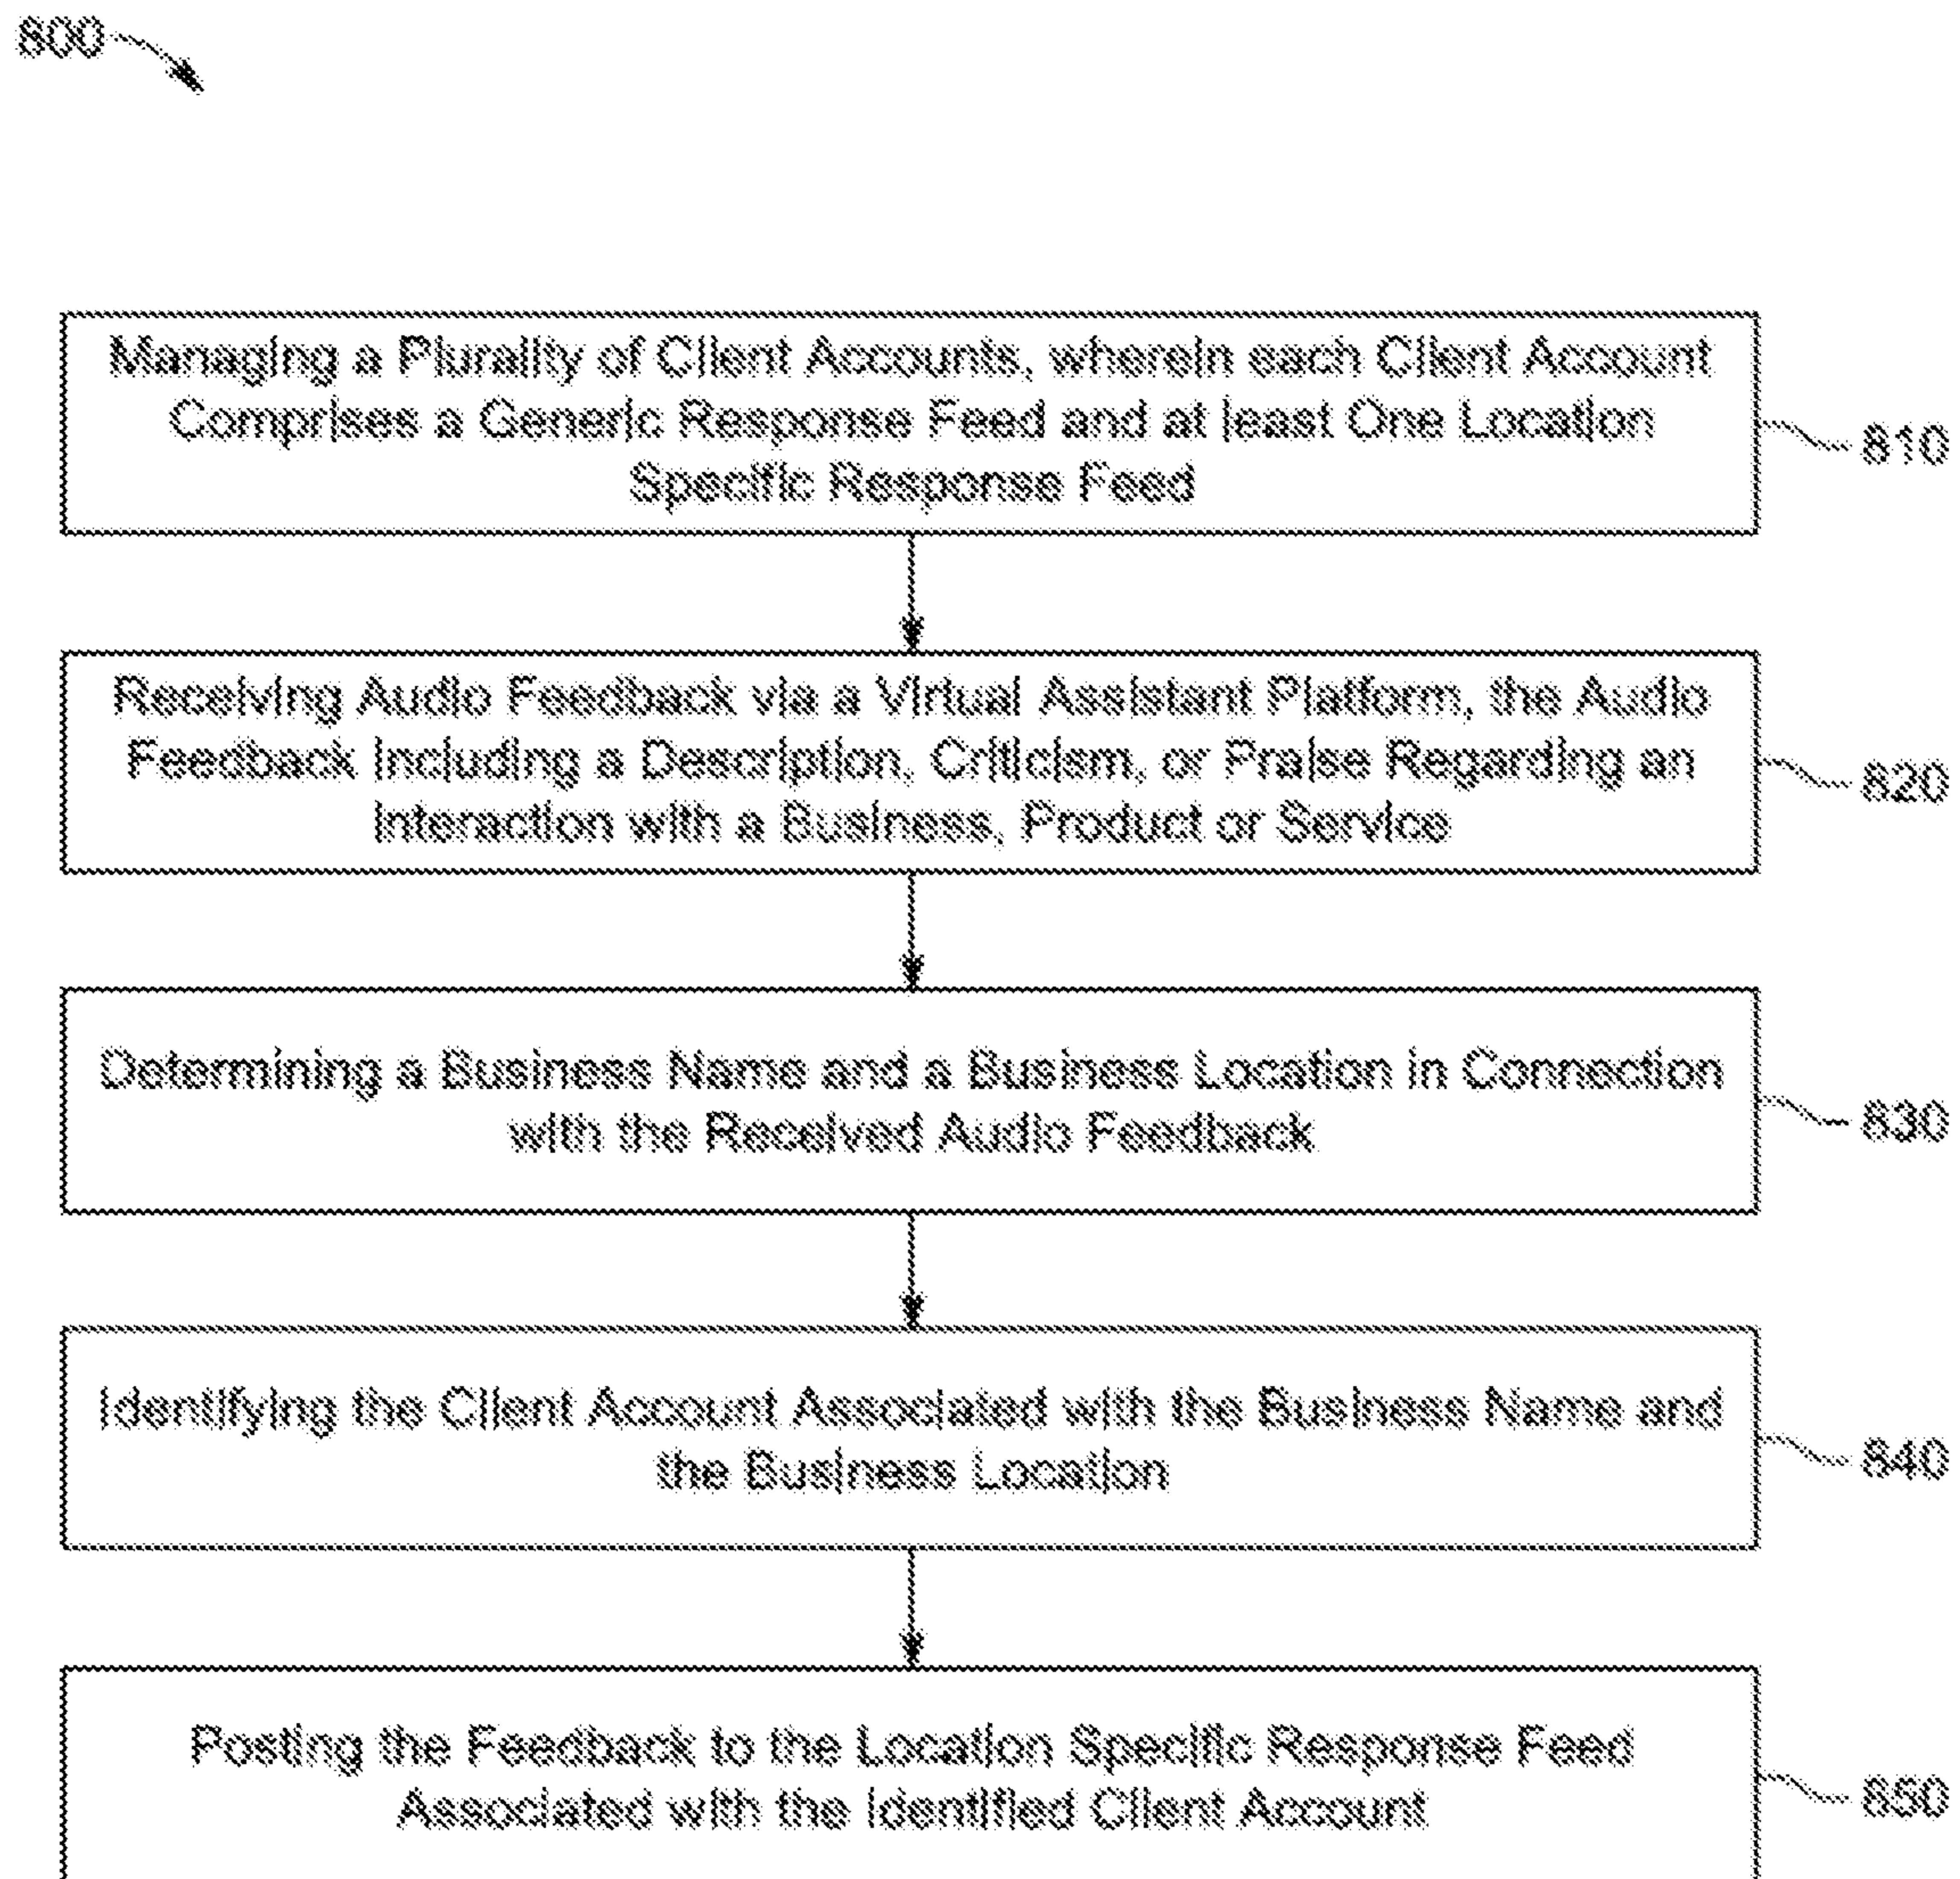 800
Managing a Plurality of Client Accounts, wherein each Client Account
Comprises a Generic Response Feed and at least One Location
Specific Response Feed
810
Receiving Audio Feedback via a Virtual Assistant Platform, the Audio
Feedback Including a Description, Criticism, or Praise Regarding an
Interaction with a Business, Product or Service
820
Determining a Business Name and a Business Location in Connection
with the Received Audio Feedback
830
Identifying the Client Account Associated with the Business Name and
the Business Location
840
Posting the Feedback to the Location Specific Response Feed
Associated with the Identified Client Account
850